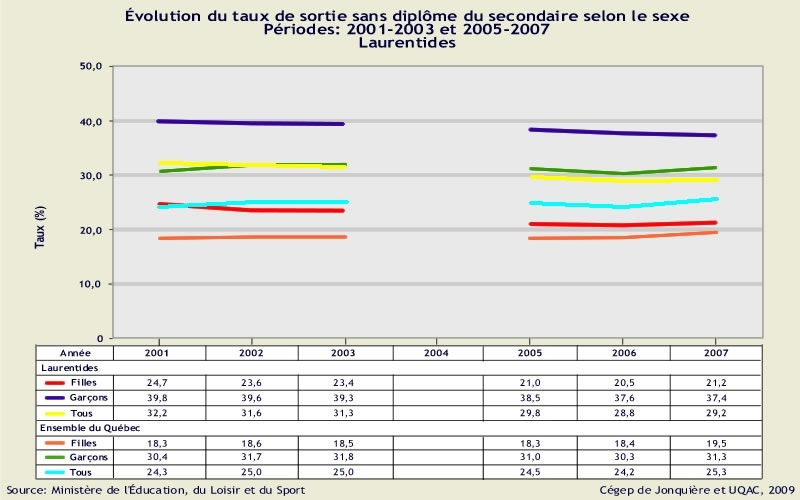 Évolution du taux de sortie sans diplôme du secondaire selon le sexe
Périodes: 2001-2003 et 2005-2007
Laurentides
50,0
40,0
30,0
20,0
10,0
0
Taux (%)
Année 2001 2002 2003 2004 2005 2006 2007
Laurentides
Filles 24,7 23,6 23,4 21,0 20,5 21,2
Garçons 39,8 39,6 39,3 38,5 37,6 37,4
Tous 32,2 31,6 31,3 29,8 28,8 29,2
Ensemble du Québec
Filles 18,3 18,6 18,5 18,3 18,4 19,5
Garçons 30,4 31,7 31,8 31,0 30,3 31,3
Tous 24,3 25,0 25,0 24,5 24,2 25,3
Source: Ministère de l'Éducation, du Loisir et du Sport Cégep de Jonquière et UQAC, 2009